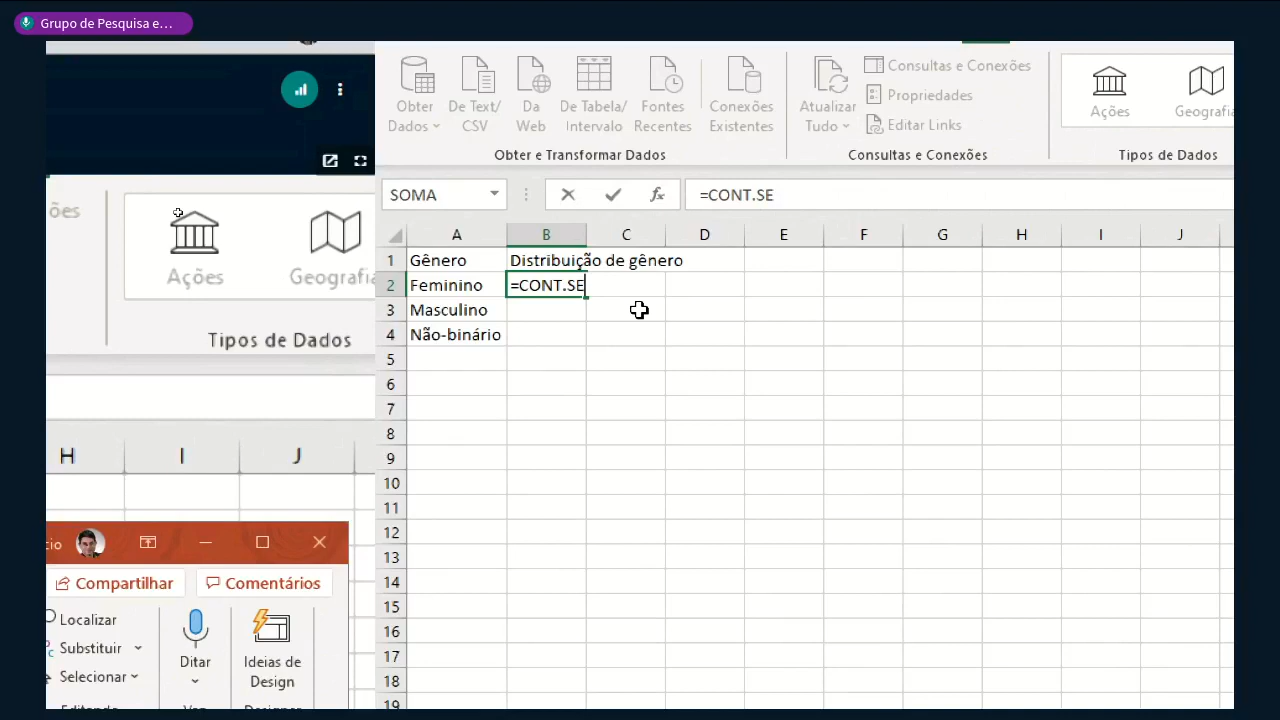 Grupo de Pesquisa e...
ões
Ações
Geografia
Tipos de Dados
H I J
cio
Compartilhar
Comentários
Localizar
Substituir
Selecionar
Ditar
Ideias de
Design
Obter
Dados
De Text/
CSV
Da
Web
De Tabela/
Intervalo
Fontes
Recentes
Conexões
Existentes
Obter e Transformar Dados
Atualizar
Tudo
Consultas e Conexões
Propriedades
Editar Links
Consultas e Conexões
Ações
Geografia
Tipos de Dados
SOMA
fx
=CONT.SE
A B C D E F G H I J
1 Gênero Distribuição de gênero
2 Feminino =CONT.SE
3 Masculino
4 Não-binário
5
6
7
8
9
10
11
12
13
14
15
16
17
18
19